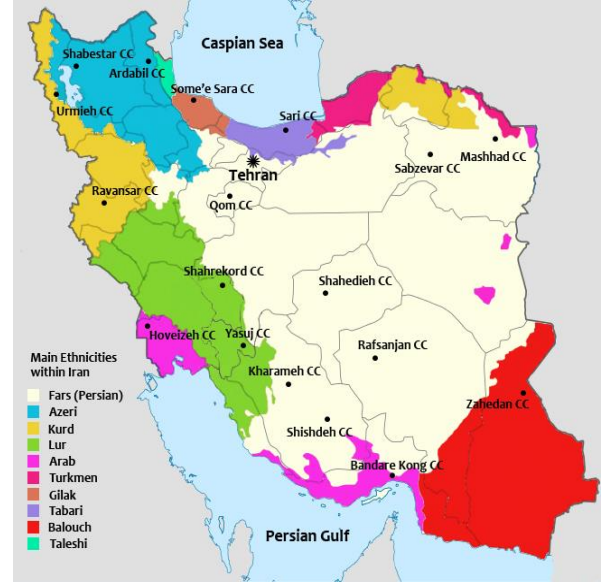 Caspian Sea
Shabestar CC
Ardabil CC
Some'e Sara CC
Urmieh CC
Sari CC
Mashhad CC
Sabzevar CC
Tehran
Ravansar CC
Qom CC
Shahrekord CC
Shahedieh CC
Hoveizeh CC
Yasuj CC
Rafsanjan CC
Kharameh CC
Zahedan CC
Shishdeh CC
Bandare Kong CC
Persian Gulf
Main Ethnicities
within Iran
Fars (Persian)
Azeri
Kurd
Lur
Arab
Turkmen
Gilak
Tabari
Balouch
Taleshi